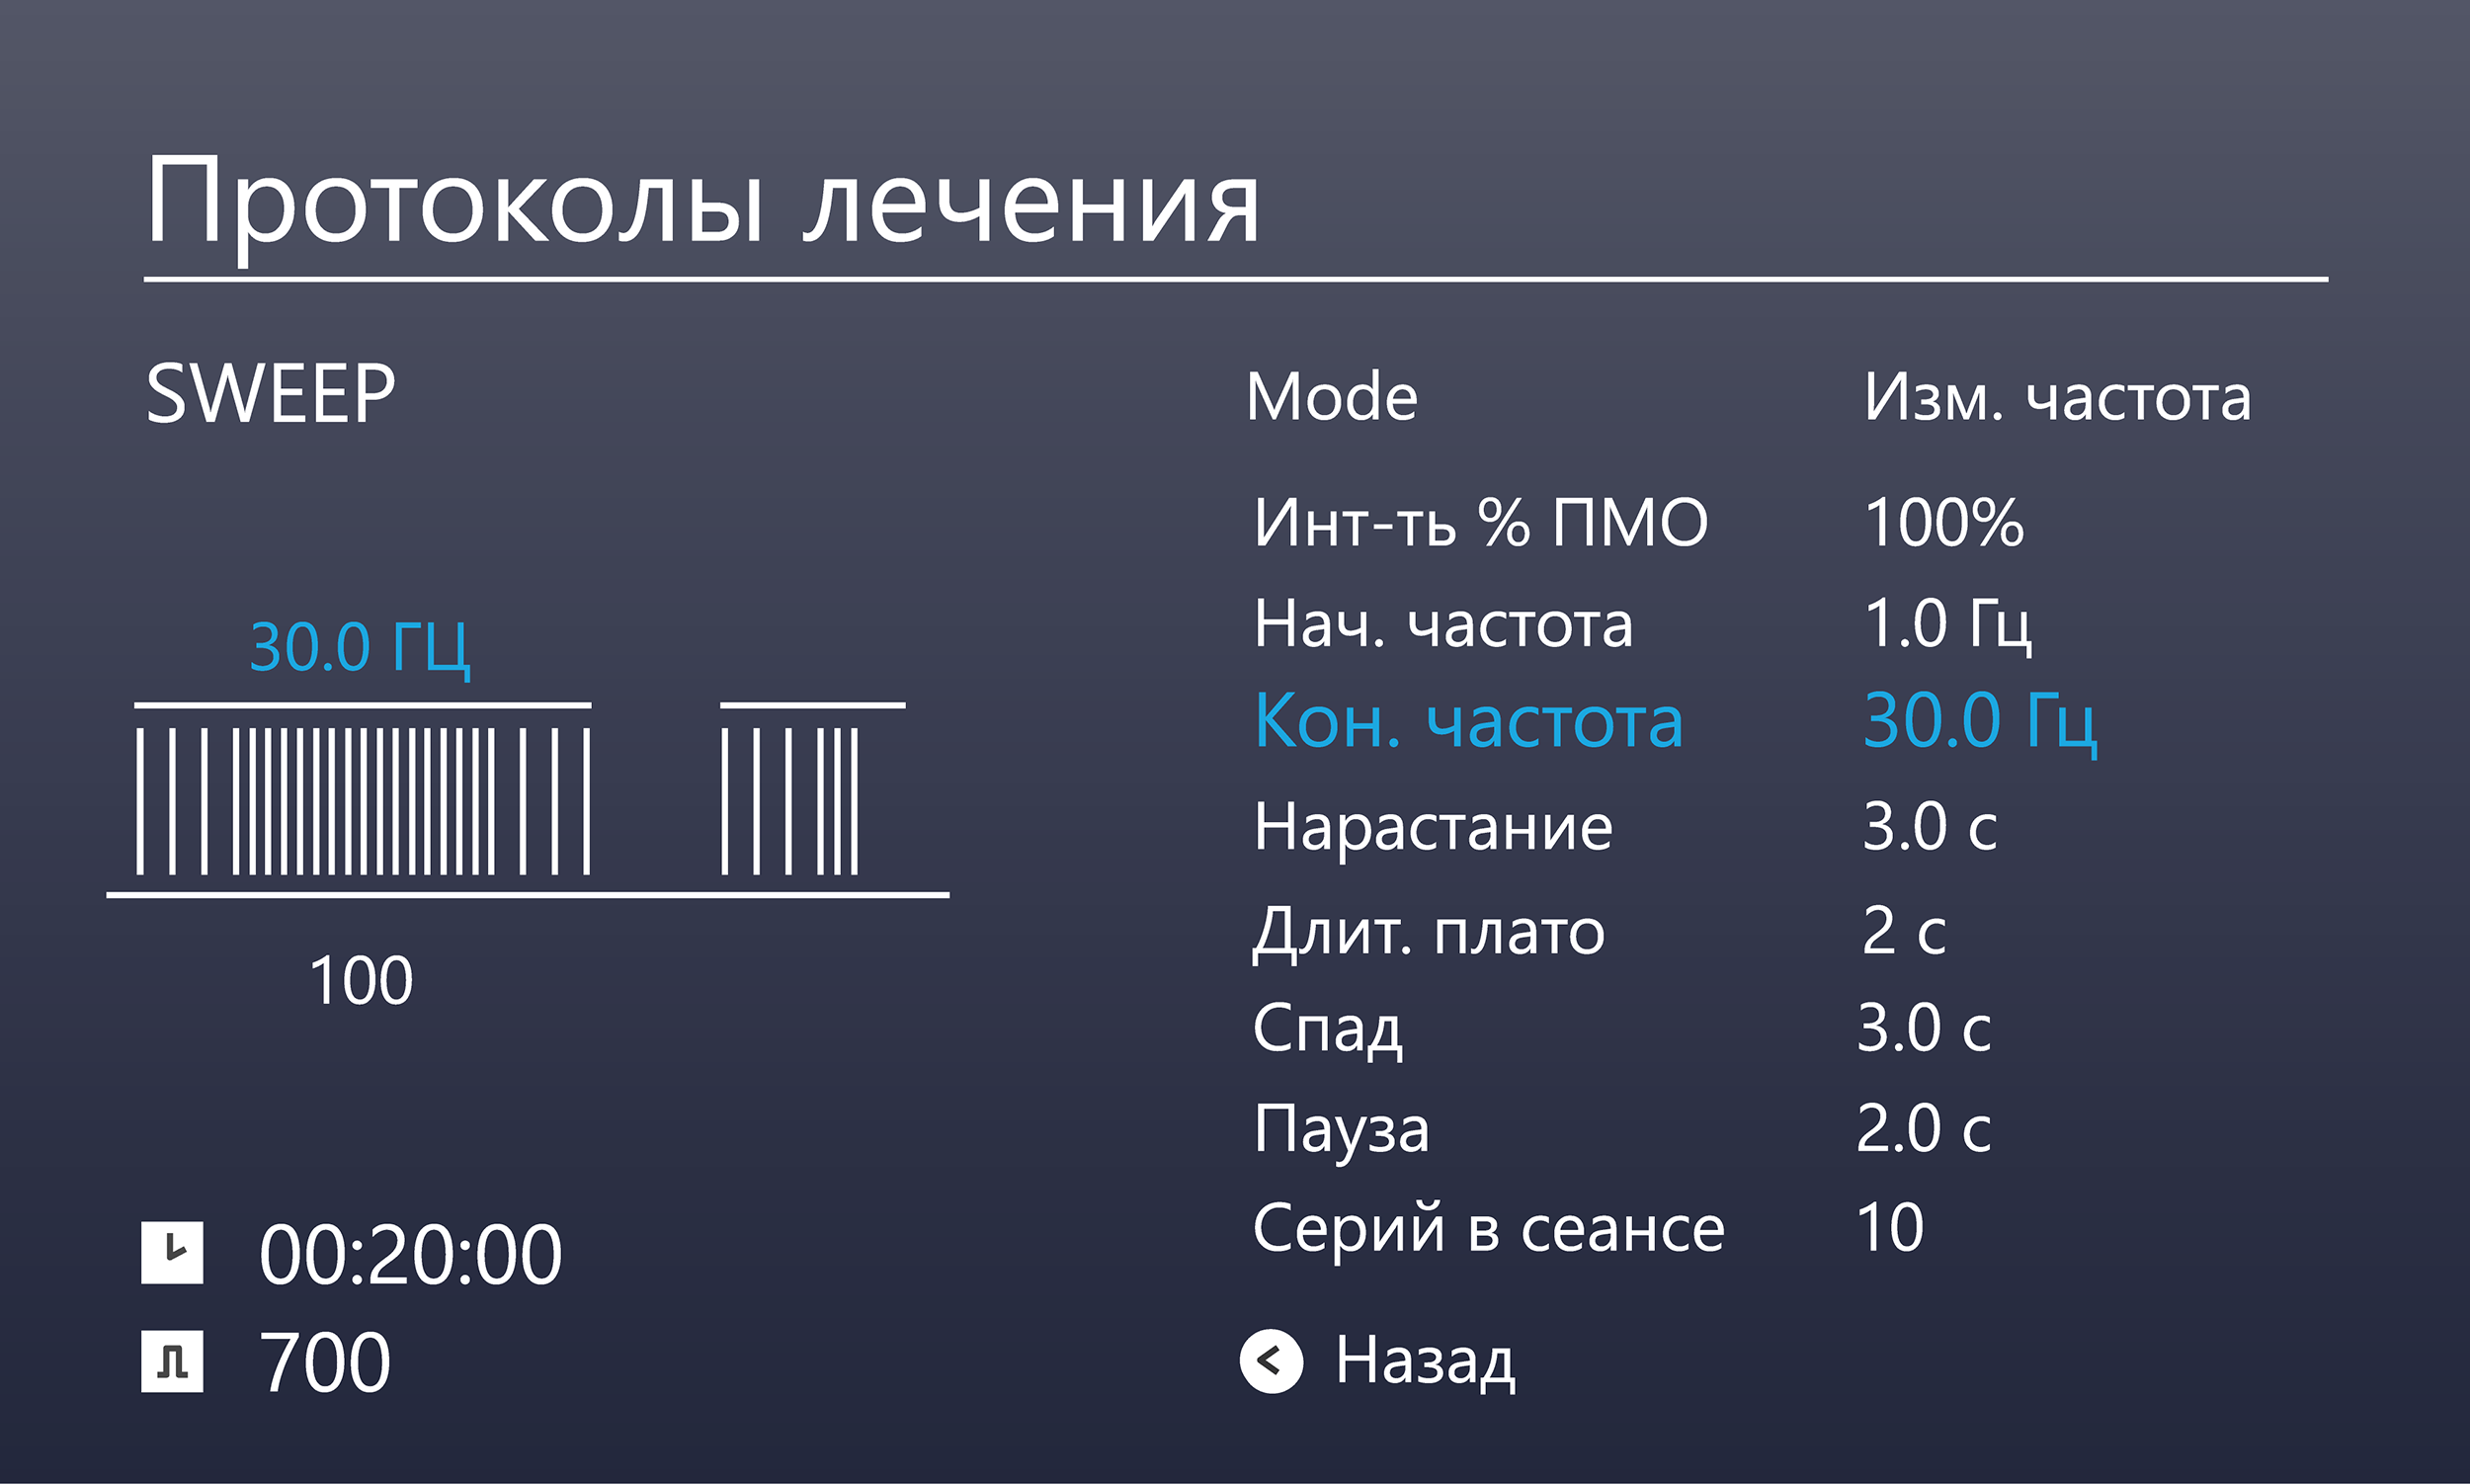 Протоколы лечения
SWEEP
Mode Изм. частота
Инт-ть % ПМО 100%
Нач. частота 1.0 Гц
30.0 ГЦ
Кон. частота 30.0 Гц
Нарастание 3.0 с
Длит. плато 2 с
100
Спад 3.0 с
Пауза 2.0 с
Серий в сеансе 10
00:20:00
700
Назад